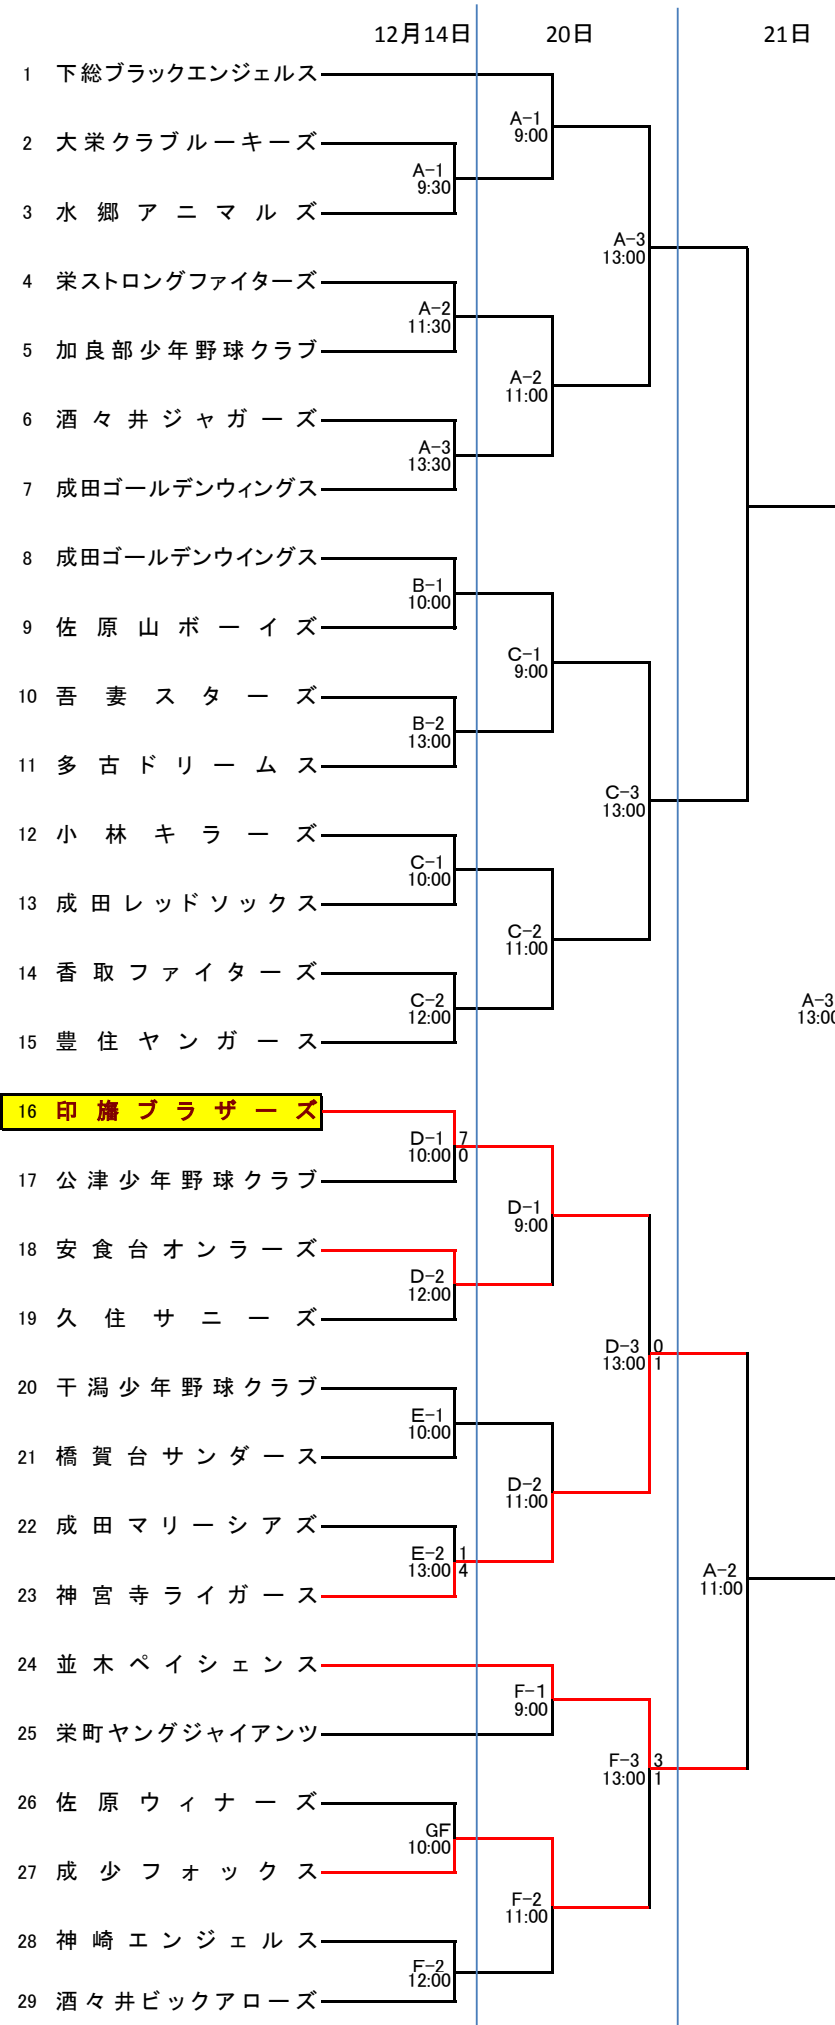 12月14日 20日 21日
1 下総ブラックエンジェルス
A-1
9:00
2 大栄クラブルーキーズ
A-1
9:30
3 水郷アニマルズ
A-3
13:00
4 栄ストロングファイターズ
A-2
11:30
5 加良部少年野球クラブ
A-2
11:00
6 酒々井ジャガーズ
A-3
13:30
7 成田ゴールデンウィングス
8 成田ゴールデンウイングス
B-1
10:00
9 佐原山ボーイズ
C-1
9:00
10 吾妻スターズ
B-2
13:00
11 多古ドリームス
C-3
13:00
12 小林キラーズ
C-1
10:00
13 成田レッドソックス
C-2
11:00
14 香取ファイターズ
C-2
12:00
A-3
13:00
15 豊住ヤンガース
16 印旛ブラザーズ
D-1 7
10:00 0
17 公津少年野球クラブ
D-1
9:00
18 安食台オンラーズ
D-2
12:00
19 久住サニーズ
D-3 0
13:00 1
20 干潟少年野球クラブ
E-1
10:00
21 橋賀台サンダース
D-2
11:00
22 成田マリーシアズ
E-2 1
13:00 4
A-2
11:00
23 神宮寺ライガース
24 並木ペイシェンス
F-1
9:00
25 栄町ヤングジャイアンツ
F-3 3
13:00 1
26 佐原ウィナーズ
GF
10:00
27 成少フォックス
F-2
11:00
28 神崎エンジェルス
F-2
12:00
29 酒々井ビックアローズ